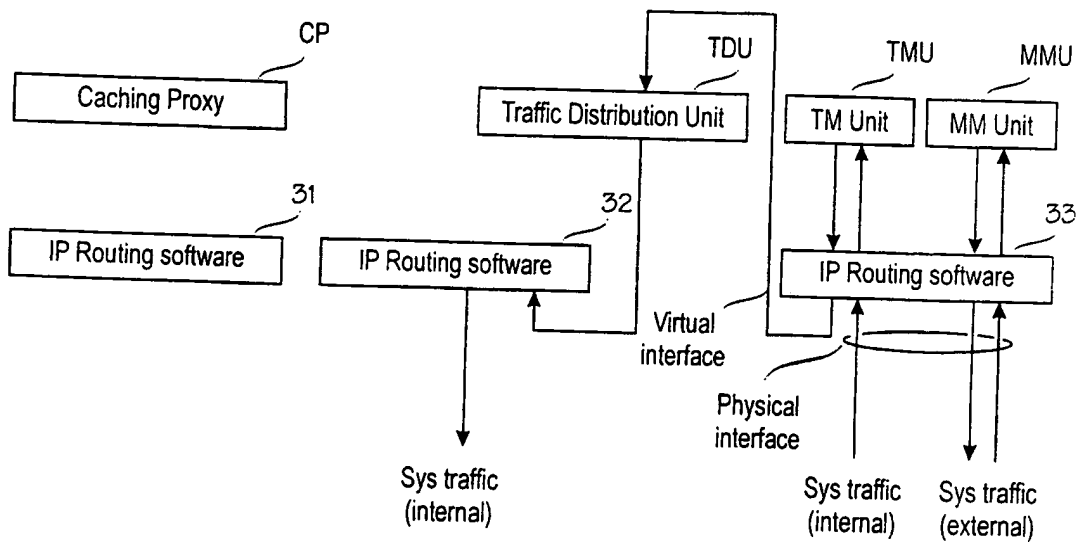 CP
TDU
TMU
MMU
Caching Proxy
Traffic Distribution Unit
TM Unit
MM Unit
31
32
33
IP Routing software
IP Routing software
IP Routing software
Virtual
interface
Physical
interface
Sys traffic
(internal)
Sys traffic
(internal)
Sys traffic
(external)